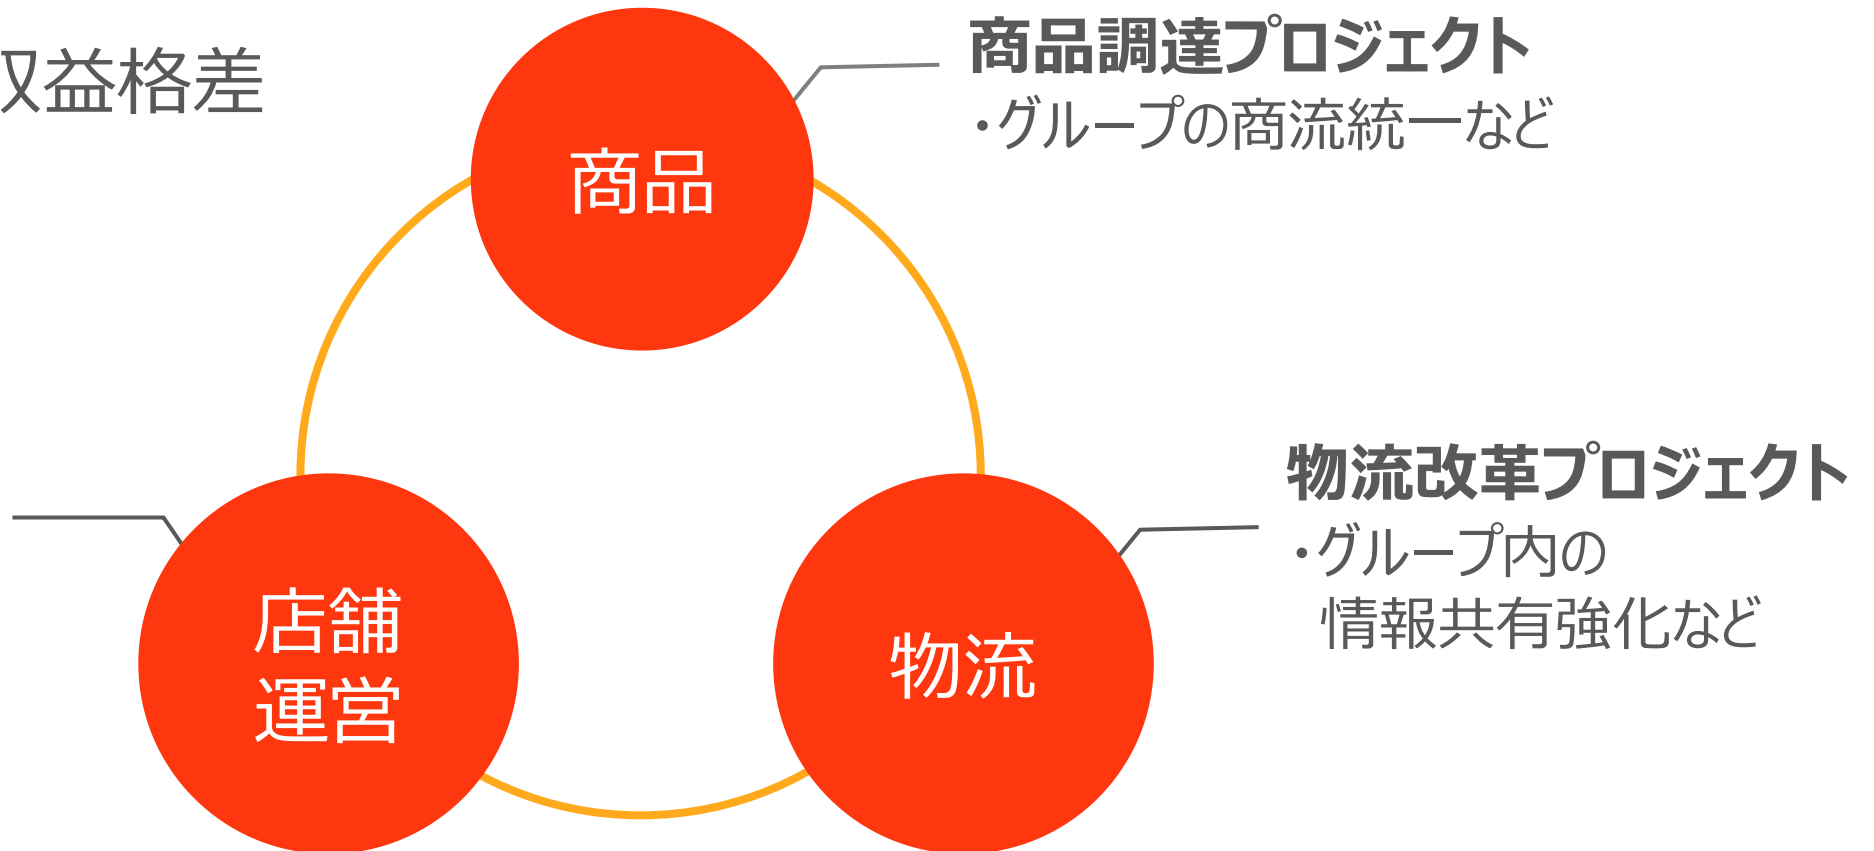 収益格差
商品調達プロジェクト
・グループの商流統一など
商品
物流改革プロジェクト
・グループ内の
情報共有強化など
店舗
運営
物流